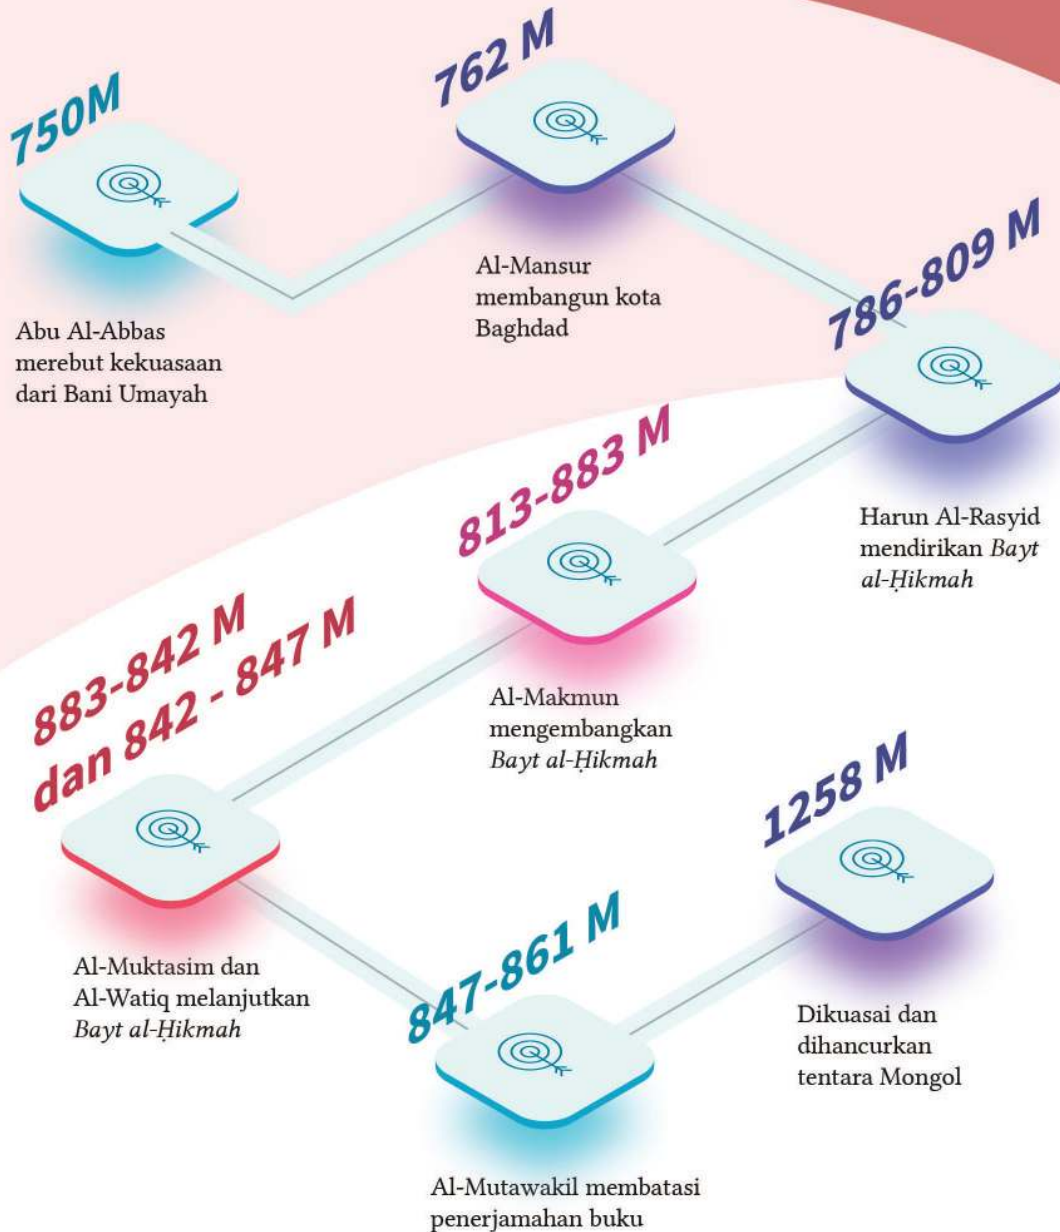 750M
Abu Al-Abbas
merebut kekuasaan
dari Bani Umayah
762 M
Al-Mansur
membangun kota
Baghdad
786-809 M
Harun Al-Rasyid
mendirikan Bayt
al-Ḥikmah
813-883 M
Al-Makmun
mengembangkan
Bayt al-Ḥikmah
883-842 M
dan 842 - 847 M
Al-Muktasim dan
Al-Watiq melanjutkan
Bayt al-Ḥikmah
847-861 M
Al-Mutawakil membatasi
penerjamahan buku
1258 M
Dikuasai dan
dihancurkan
tentara Mongol